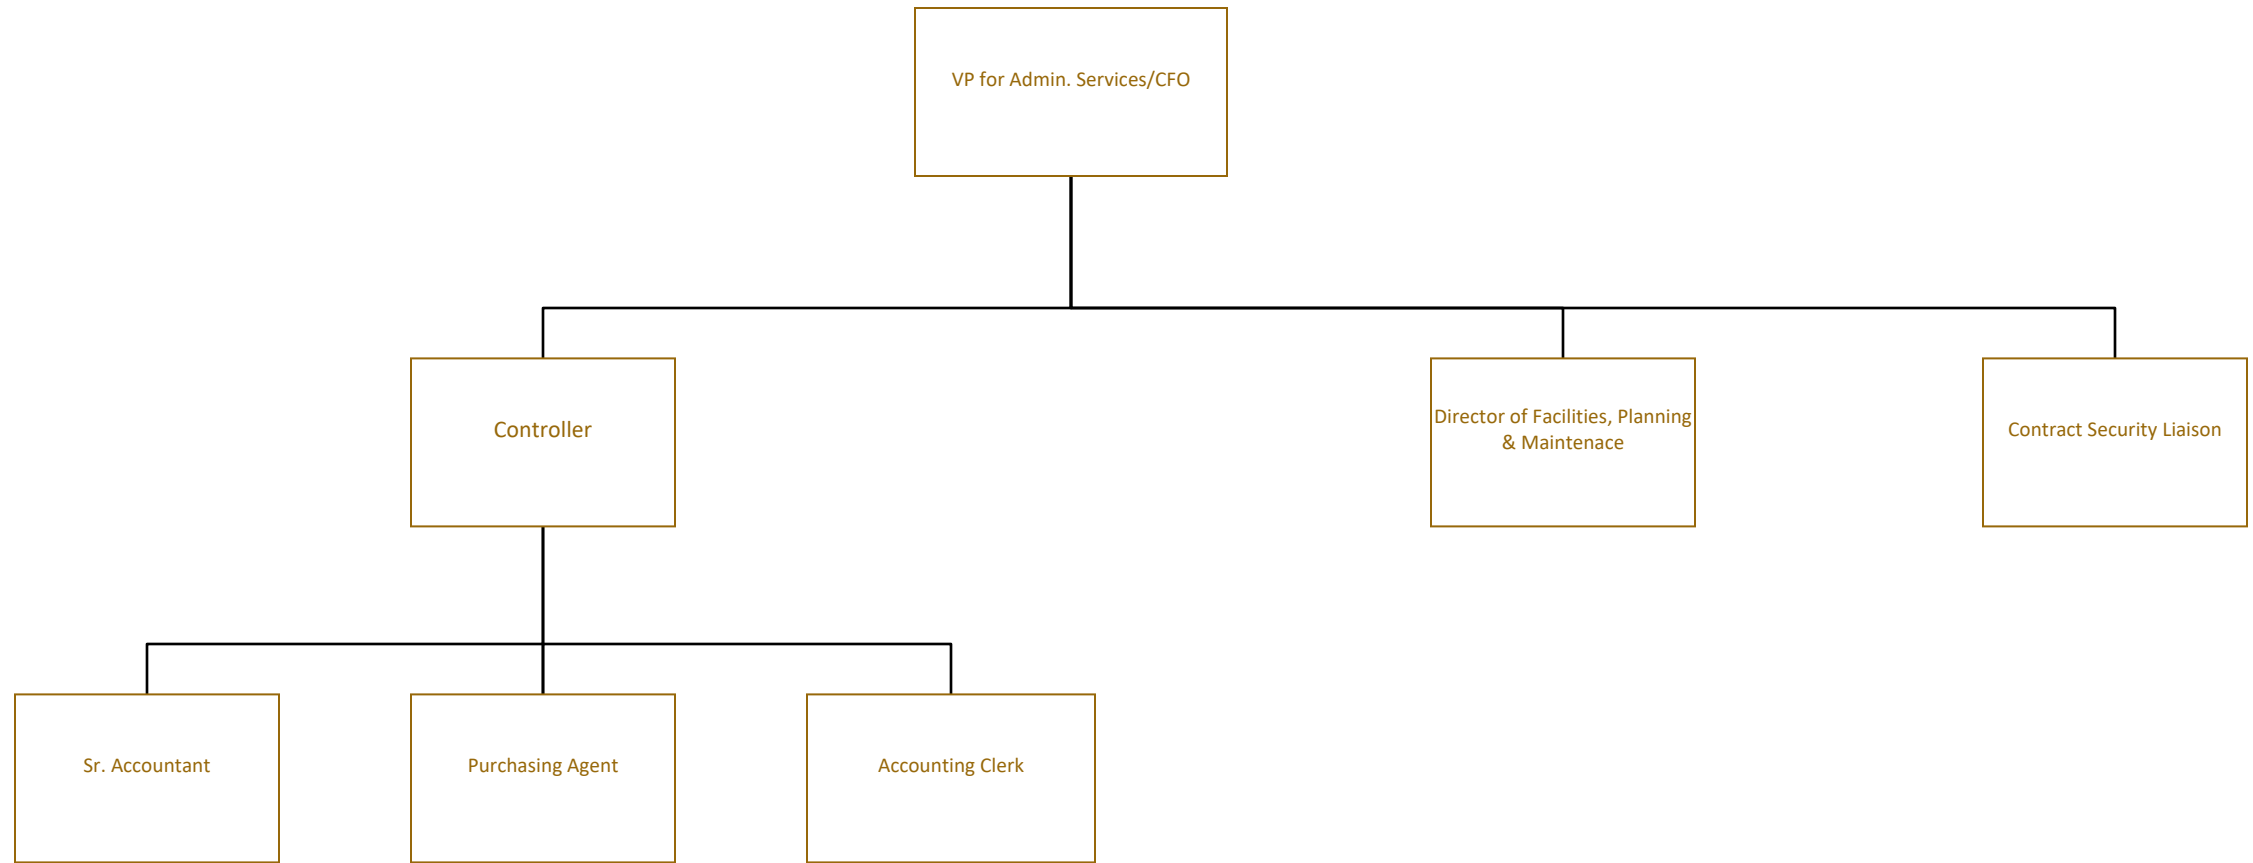 VP for Admin. Services/CFO
Controller
Director of Facilities, Planning
& Maintenace
Contract Security Liaison
Sr. Accountant
Purchasing Agent
Accounting Clerk